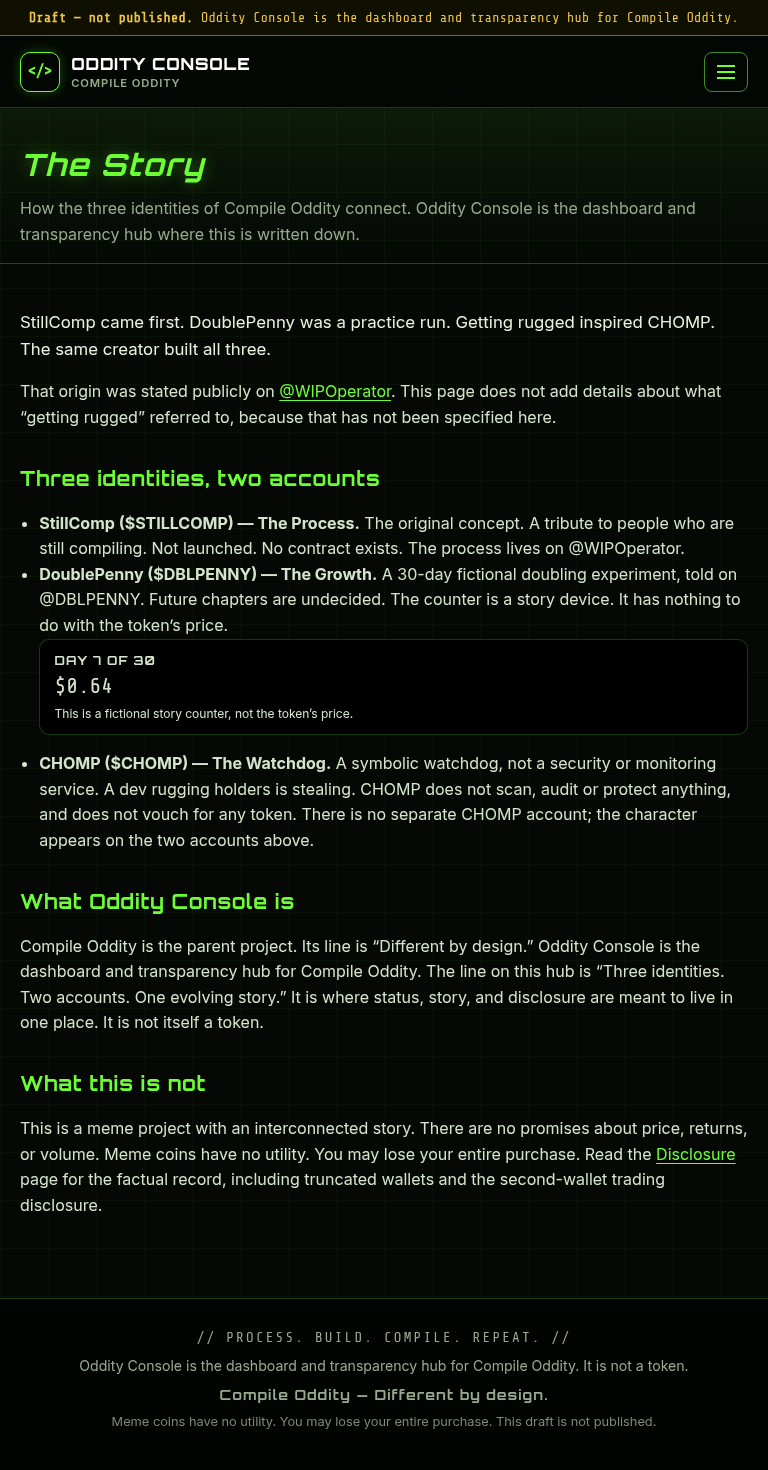 Draft — not published. Oddity Console is the dashboard and transparency hub for Compile Oddity.
</>
ODDITY CONSOLE
COMPILE ODDITY
The Story
How the three identities of Compile Oddity connect. Oddity Console is the dashboard and
transparency hub where this is written down.
StillComp came first. DoublePenny was a practice run. Getting rugged inspired CHOMP.
The same creator built all three.
That origin was stated publicly on @WIPOperator. This page does not add details about what
“getting rugged” referred to, because that has not been specified here.
Three identities, two accounts
• StillComp ($STILLCOMP) — The Process. The original concept. A tribute to people who are
still compiling. Not launched. No contract exists. The process lives on @WIPOperator.
• DoublePenny ($DBLPENNY) — The Growth. A 30-day fictional doubling experiment, told on
@DBLPENNY. Future chapters are undecided. The counter is a story device. It has nothing to
do with the token’s price.
DAY 7 OF 30
$0.64
This is a fictional story counter, not the token’s price.
• CHOMP ($CHOMP) — The Watchdog. A symbolic watchdog, not a security or monitoring
service. A dev rugging holders is stealing. CHOMP does not scan, audit or protect anything,
and does not vouch for any token. There is no separate CHOMP account; the character
appears on the two accounts above.
What Oddity Console is
Compile Oddity is the parent project. Its line is “Different by design.” Oddity Console is the
dashboard and transparency hub for Compile Oddity. The line on this hub is “Three identities.
Two accounts. One evolving story.” It is where status, story, and disclosure are meant to live in
one place. It is not itself a token.
What this is not
This is a meme project with an interconnected story. There are no promises about price, returns,
or volume. Meme coins have no utility. You may lose your entire purchase. Read the Disclosure
page for the factual record, including truncated wallets and the second-wallet trading
disclosure.
// PROCESS. BUILD. COMPILE. REPEAT. //
Oddity Console is the dashboard and transparency hub for Compile Oddity. It is not a token.
Compile Oddity — Different by design.
Meme coins have no utility. You may lose your entire purchase. This draft is not published.